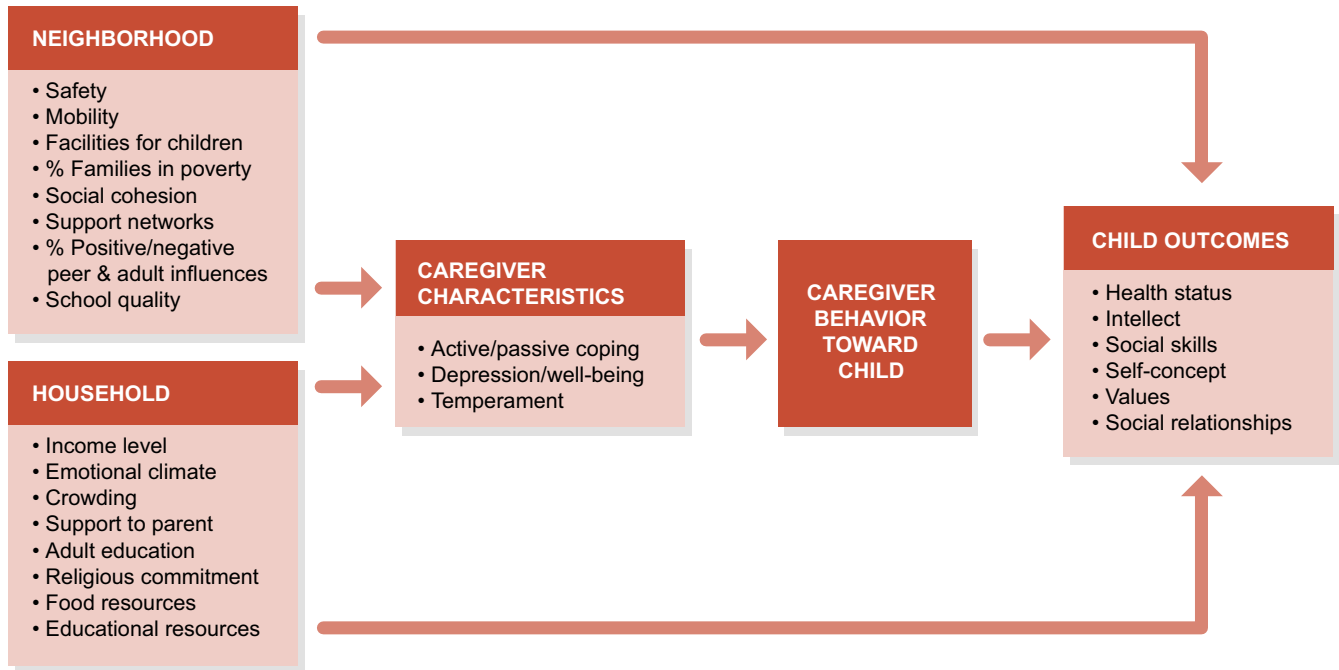 NEIGHBORHOOD
• Safety
• Mobility
• Facilities for children
• % Families in poverty
• Social cohesion
• Support networks
• % Positive/negative
peer & adult influences
• School quality
HOUSEHOLD
• Income level
• Emotional climate
• Crowding
• Support to parent
• Adult education
• Religious commitment
• Food resources
• Educational resources
CAREGIVER
CHARACTERISTICS
• Active/passive coping
• Depression/well-being
• Temperament
CAREGIVER
BEHAVIOR
TOWARD
CHILD
CHILD OUTCOMES
• Health status
• Intellect
• Social skills
• Self-concept
• Values
• Social relationships